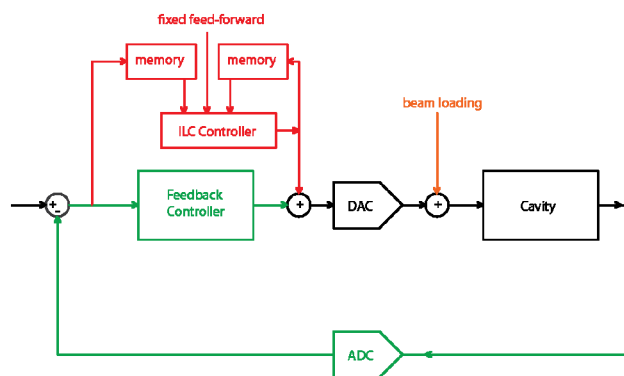 fixed feed-forward
memory
memory
beam loading
ILC Controller
+
-
Feedback
Controller
+
DAC
+
Cavity
ADC